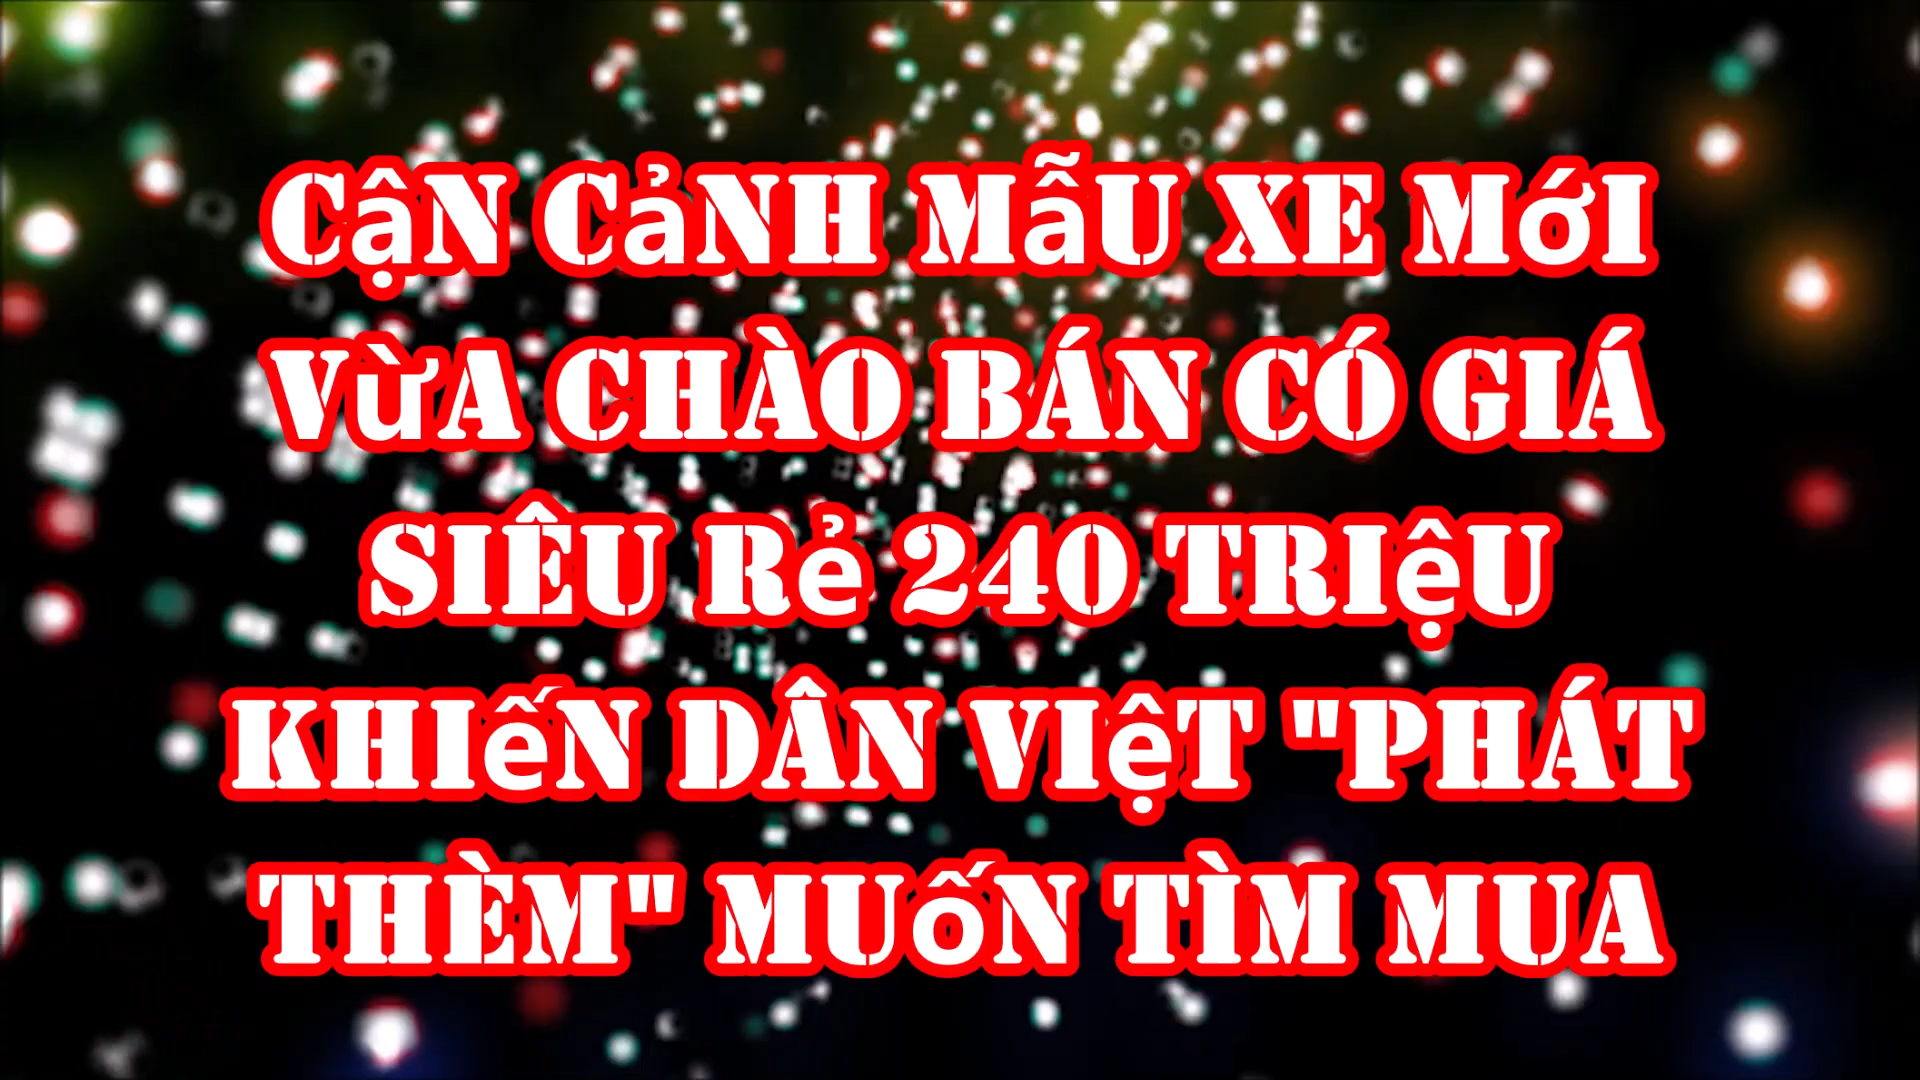 CậN CảNH MẫU XE MớI
VừA CHÀO BÁN CÓ GIÁ
SIÊU Rẻ 240 TRIệU
KHIếN DÂN VIệT "PHÁT
THÈM" MUốN TÌM MUA